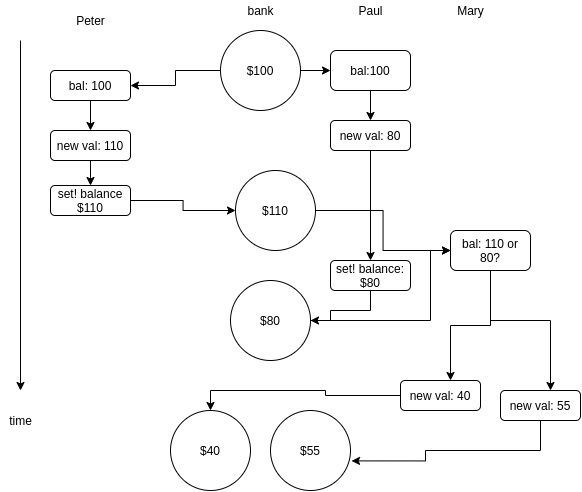 Peter
bank
Paul
Mary
$100
bal:100
bal: 100
new val: 80
new val: 110
set! balance
$110
$110
bal: 110 or
80?
set! balance:
$80
$80
new val: 40
new val: 55
time
$40
$55